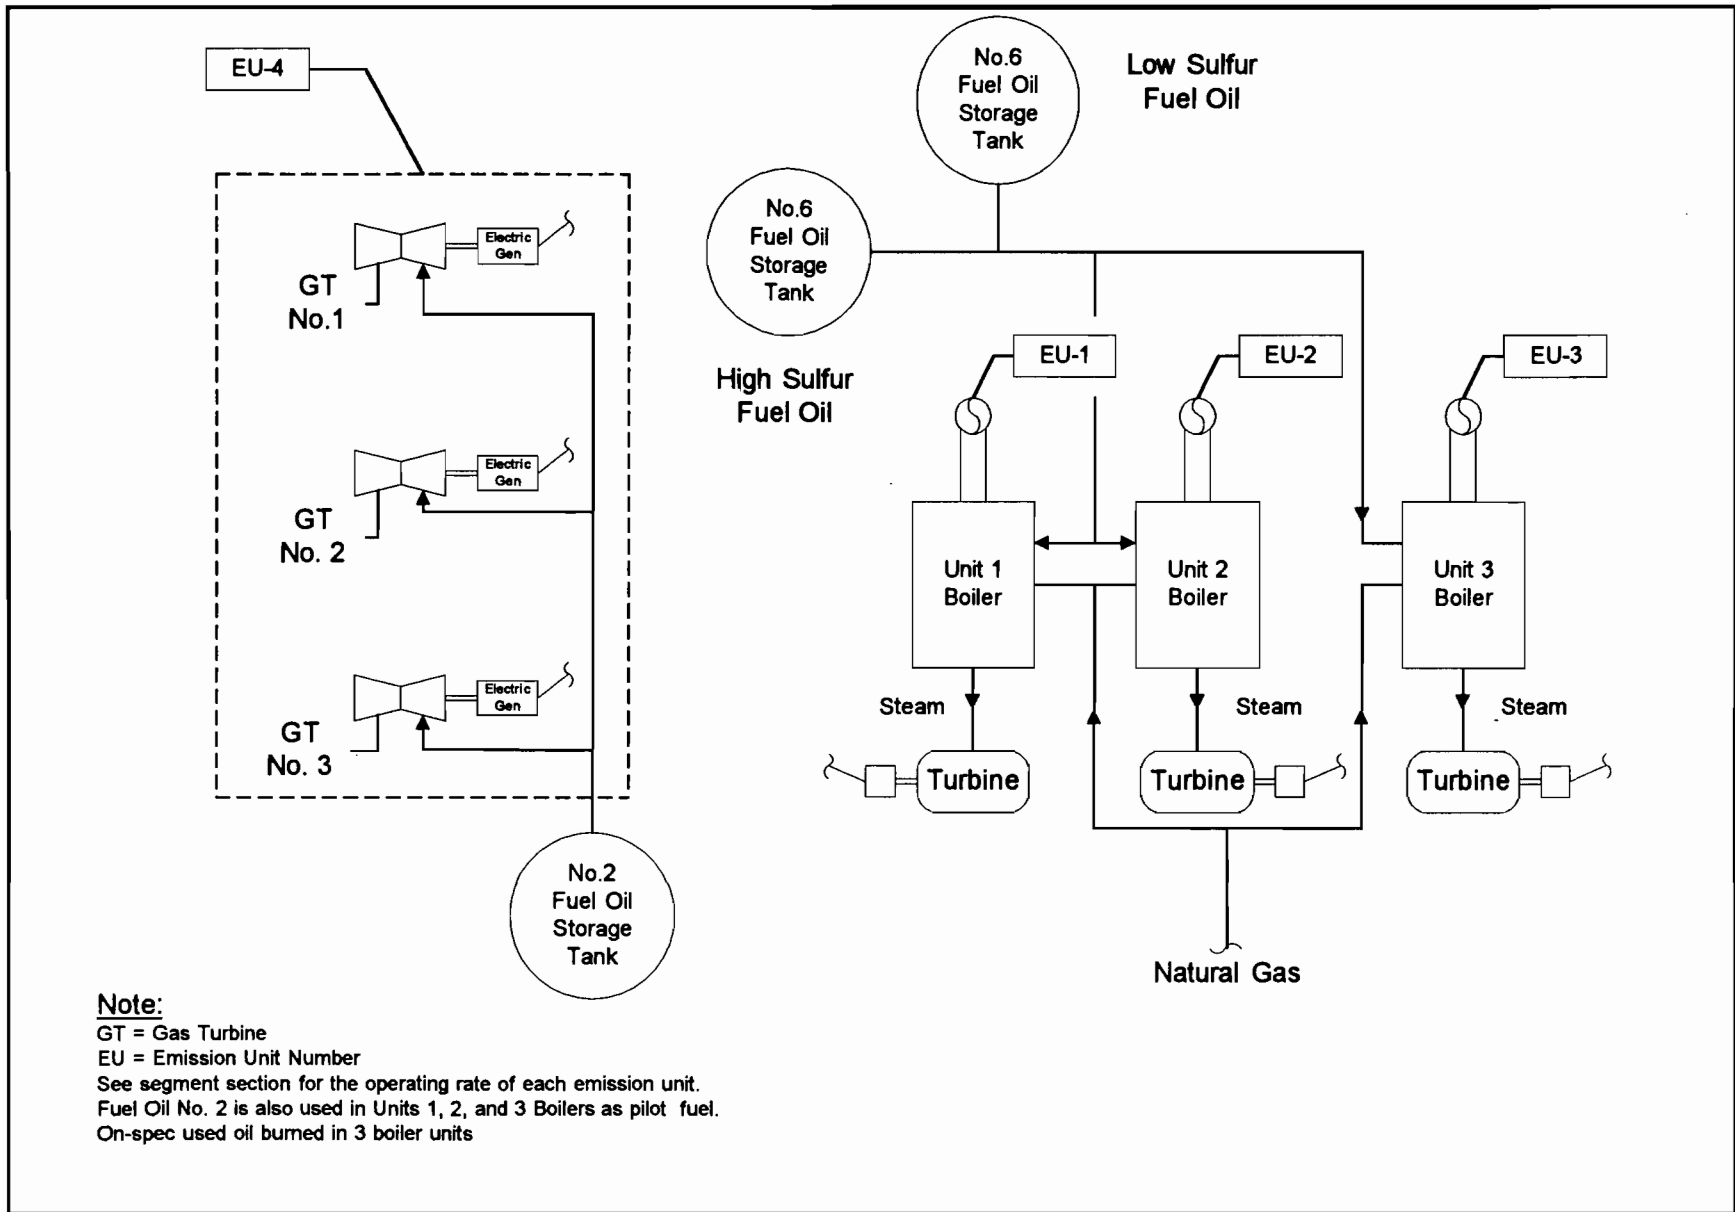 EU-4
No.6
Fuel Oil
Storage
Tank
Low Sulfur
Fuel Oil
No.6
Fuel Oil
Storage
Tank
High Sulfur
Fuel Oil
Electric
Gen
GT
No.1
Electric
Gen
GT
No. 2
Electric
Gen
GT
No. 3
EU-1
EU-2
EU-3
Unit 1
Boiler
Unit 2
Boiler
Unit 3
Boiler
Steam
Steam
Steam
Turbine
Turbine
Turbine
No.2
Fuel Oil
Storage
Tank
Natural Gas
Note:
GT = Gas Turbine
EU = Emission Unit Number
See segment section for the operating rate of each emission unit.
Fuel Oil No. 2 is also used in Units 1, 2, and 3 Boilers as pilot fuel.
On-spec used oil burned in 3 boiler units